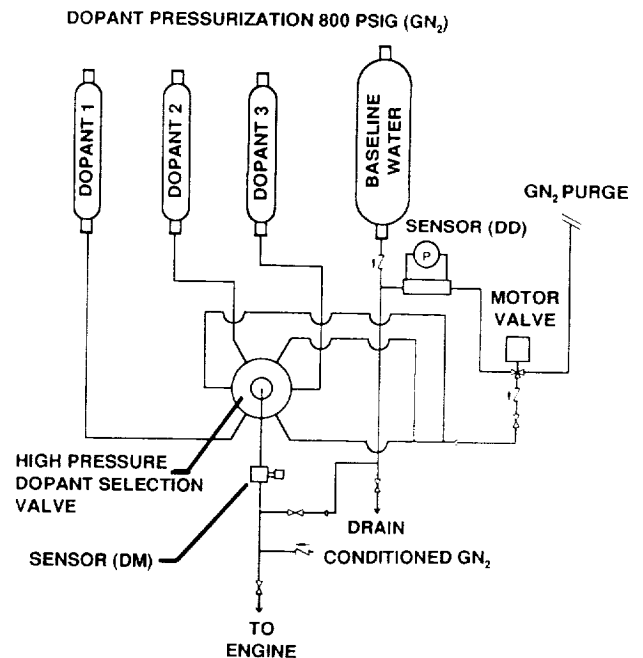 DOPANT PRESSURIZATION 800 PSIG (GN₂)
DOPANT 1
DOPANT 2
DOPANT 3
BASELINE
WATER
GN₂ PURGE
SENSOR (DD)
P
MOTOR
VALVE
HIGH PRESSURE
DOPANT SELECTION
VALVE
SENSOR (DM)
DRAIN
CONDITIONED GN₂
TO
ENGINE